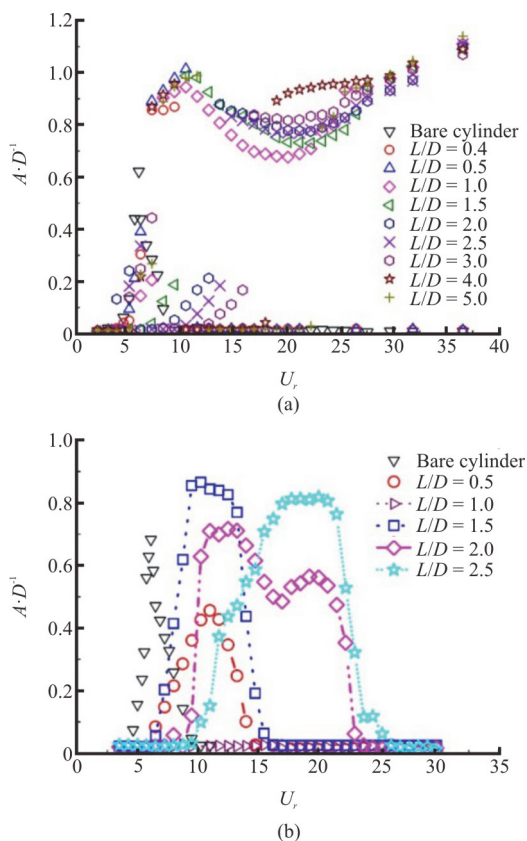 1.2
1.0
0.8
0.6
0.4
0.2
0
A·D⁻¹
Bare cylinder
L/D = 0.4
L/D = 0.5
L/D = 1.0
L/D = 1.5
L/D = 2.0
L/D = 2.5
L/D = 3.0
L/D = 4.0
L/D = 5.0
0 5 10 15 20 25 30 35 40
Uᵣ
(a)
1.0
0.8
0.6
0.4
0.2
0.0
A·D⁻¹
Bare cylinder
L/D = 0.5
L/D = 1.0
L/D = 1.5
L/D = 2.0
L/D = 2.5
0 5 10 15 20 25 30 35
Uᵣ
(b)